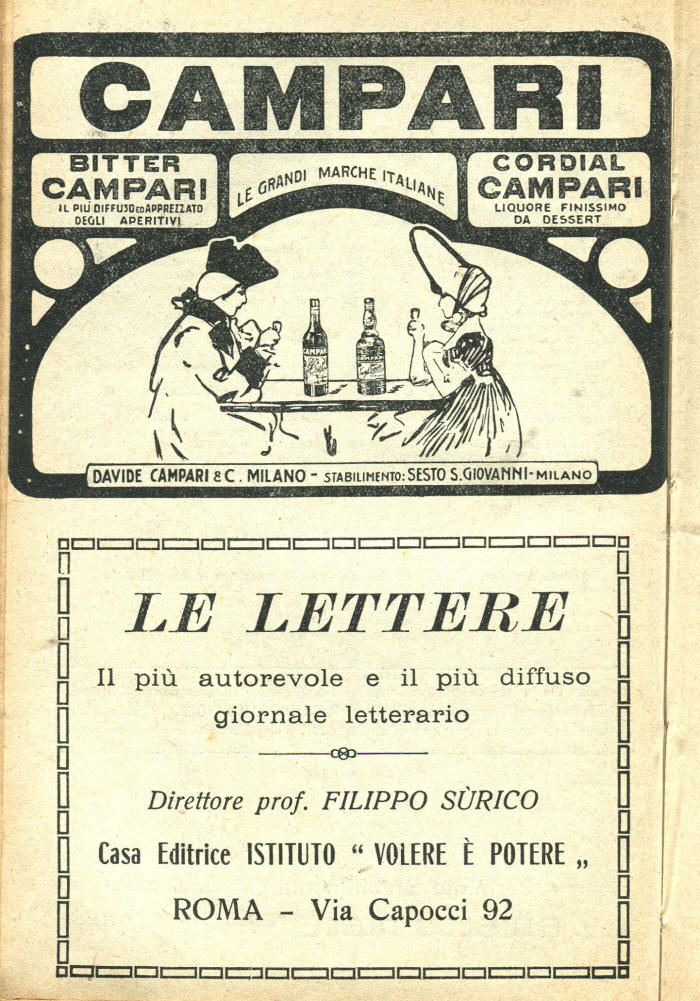 CAMPARI
BITTER
CAMPARI
IL PIÙ DIFFUSO ED APPREZZATO
DEGLI APERITIVI
LE GRANDI MARCHE ITALIANE
CORDIAL
CAMPARI
LIQUORE FINISSIMO
DA DESSERT
CAMPARI
CAMPARI
DAVIDE CAMPARI & C. MILANO - STABILIMENTO: SESTO S. GIOVANNI - MILANO
LE LETTERE
Il più autorevole e il più diffuso
giornale letterario
Direttore prof. FILIPPO SÙRICO
Casa Editrice ISTITUTO “ VOLERE È POTERE „
ROMA - Via Capocci 92